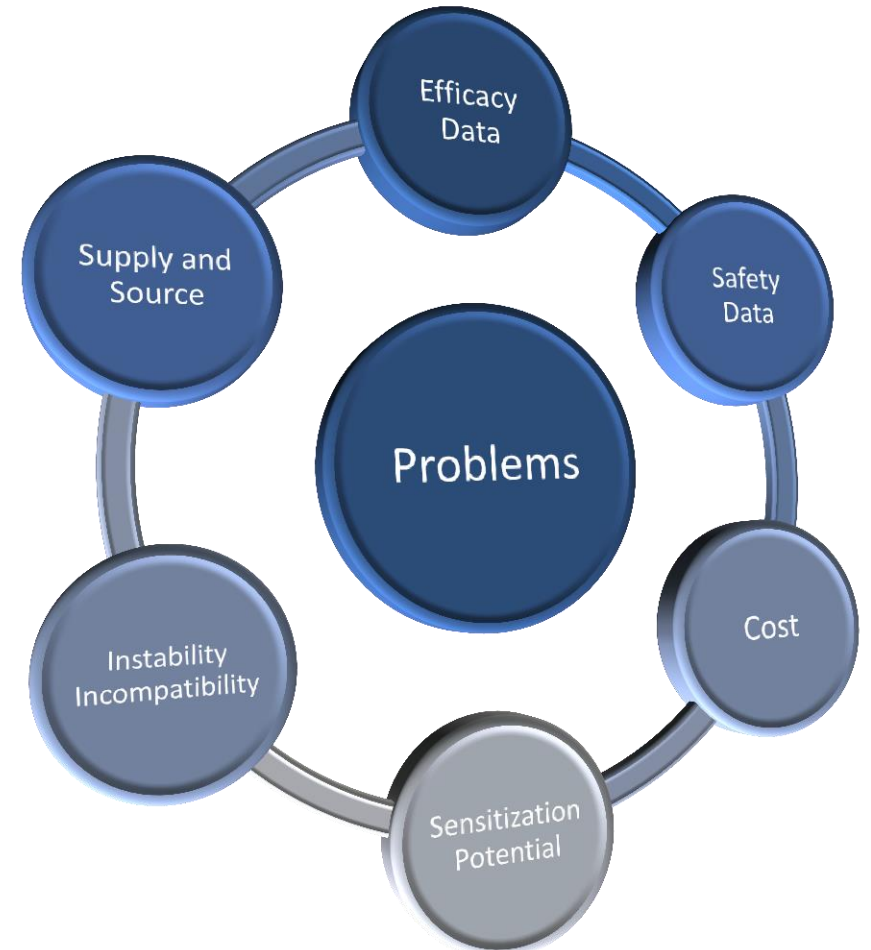 Efficacy
Data
Safety
Data
Cost
Sensitization
Potential
Instability
Incompatibility
Supply and
Source
Problems